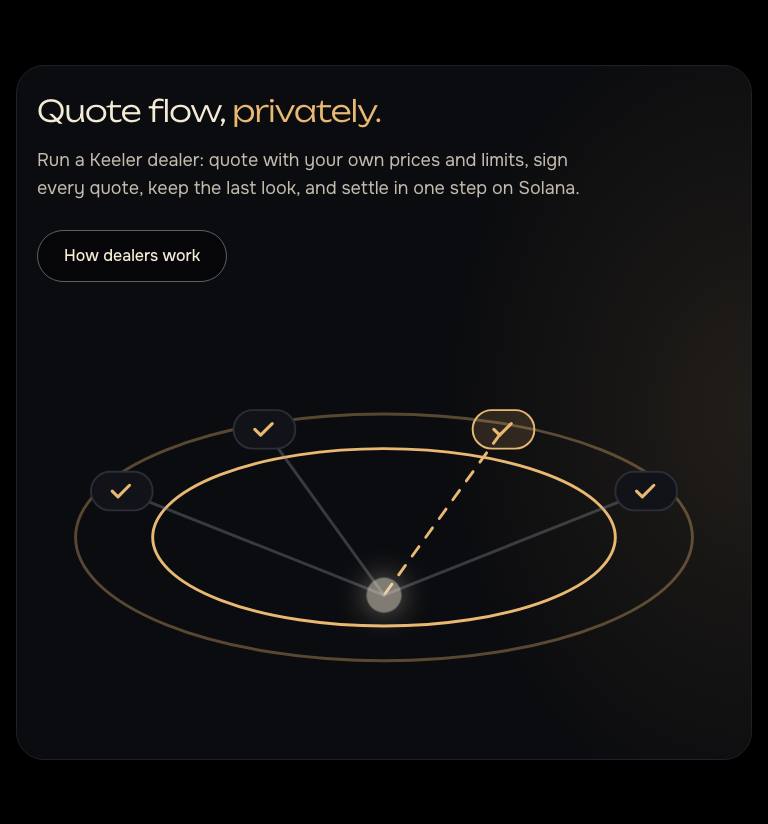 Quote flow, privately.
Run a Keeler dealer: quote with your own prices and limits, sign
every quote, keep the last look, and settle in one step on Solana.
How dealers work